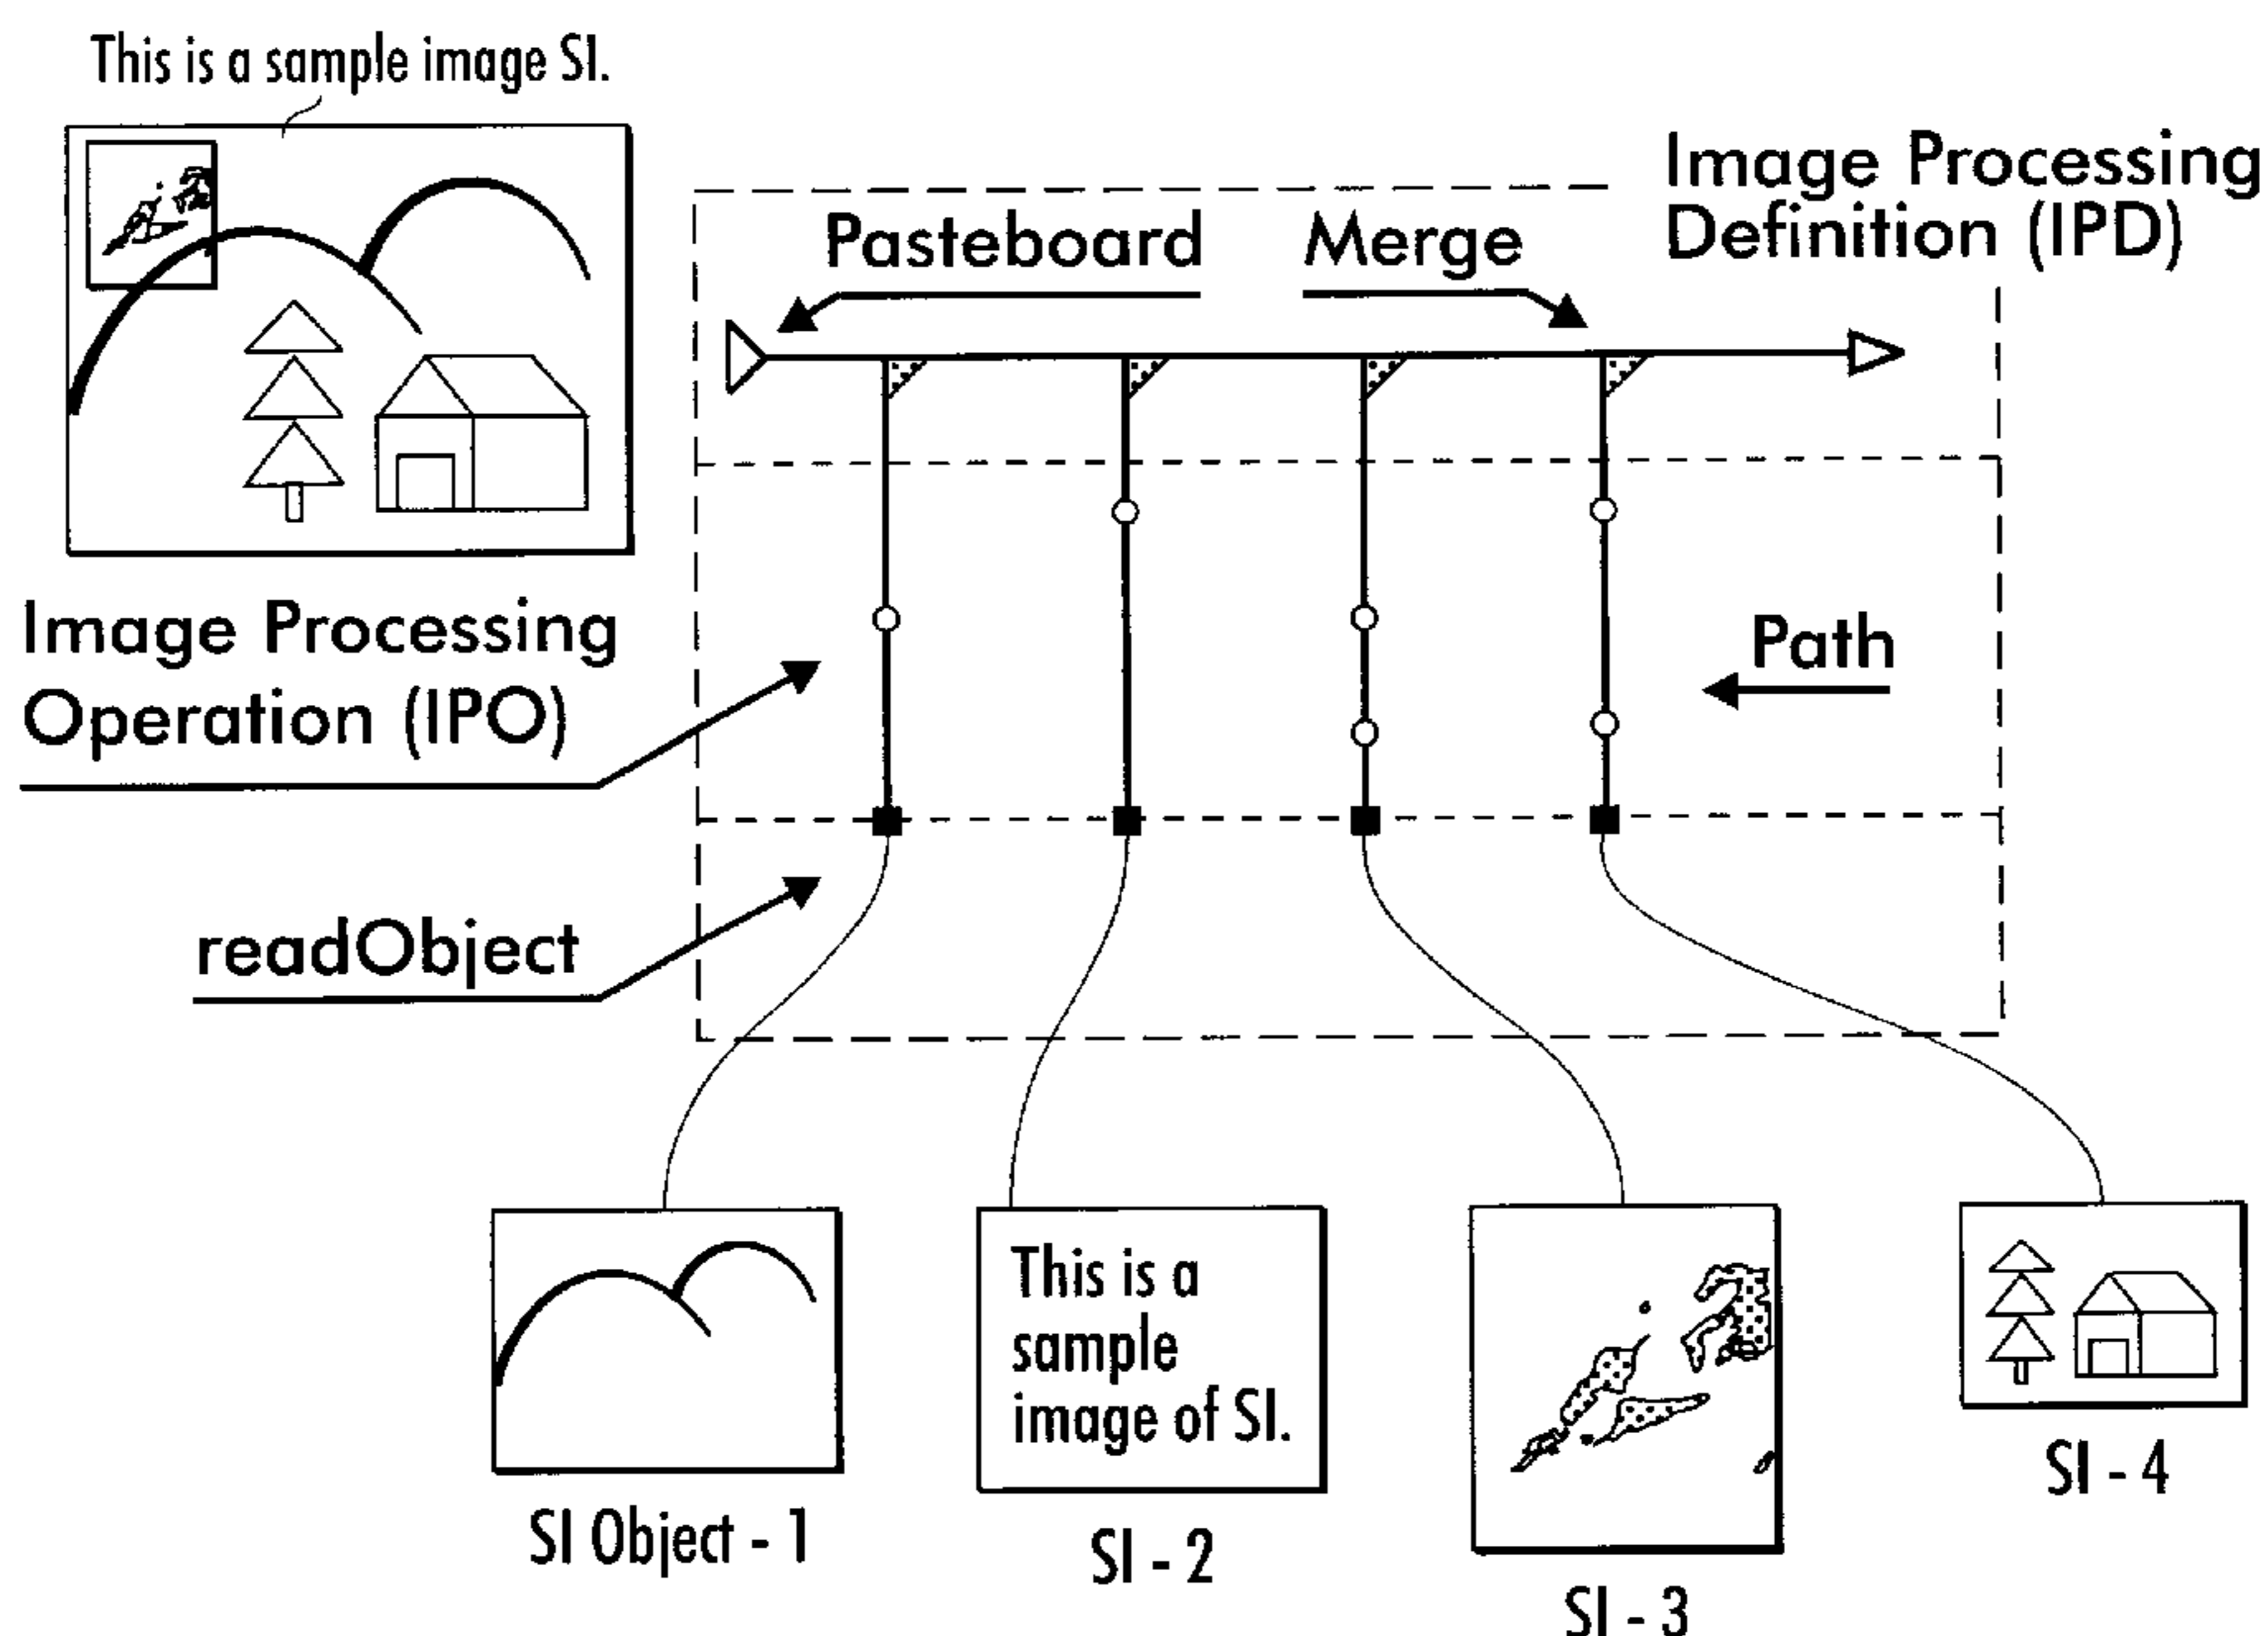 This is a sample image SI.
Image Processing
Definition (IPD)
Pasteboard
Merge
Image Processing
Operation (IPO)
Path
readObject
This is a
sample
image of SI.
SI Object - 1
SI - 2
SI - 3
SI - 4